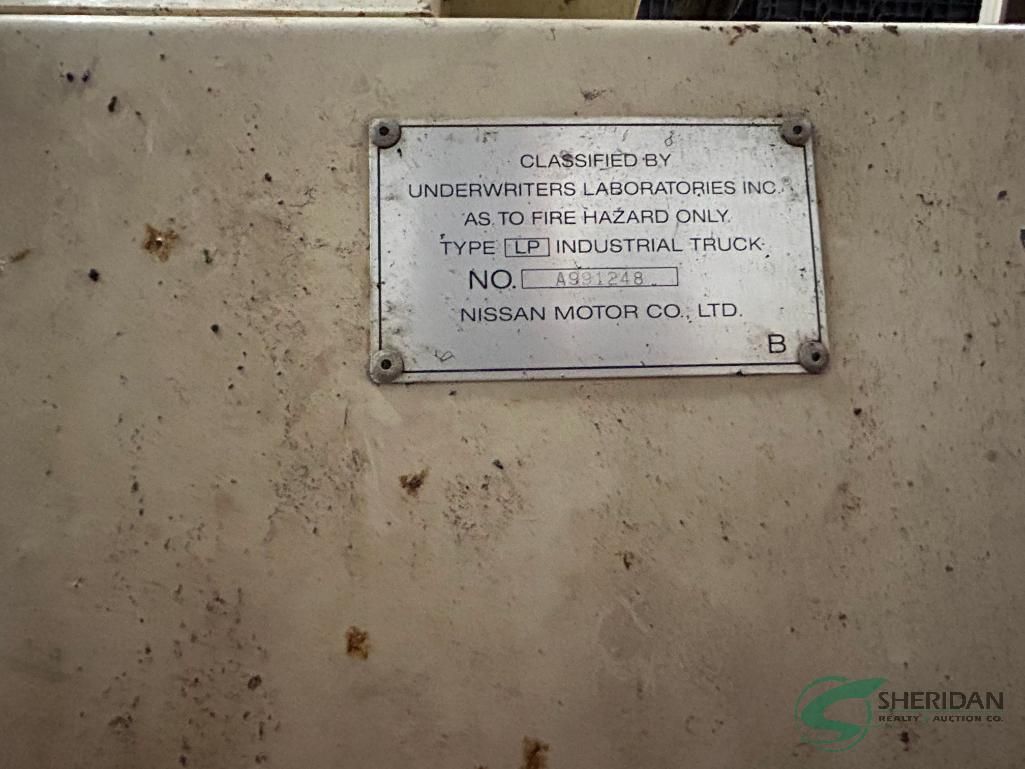 CLASSIFIED BY
UNDERWRITERS LABORATORIES INC.
AS TO FIRE HAZARD ONLY.
TYPE LP INDUSTRIAL TRUCK
NO. A991248
NISSAN MOTOR CO., LTD.
B
SHERIDAN
REALTY & AUCTION CO.